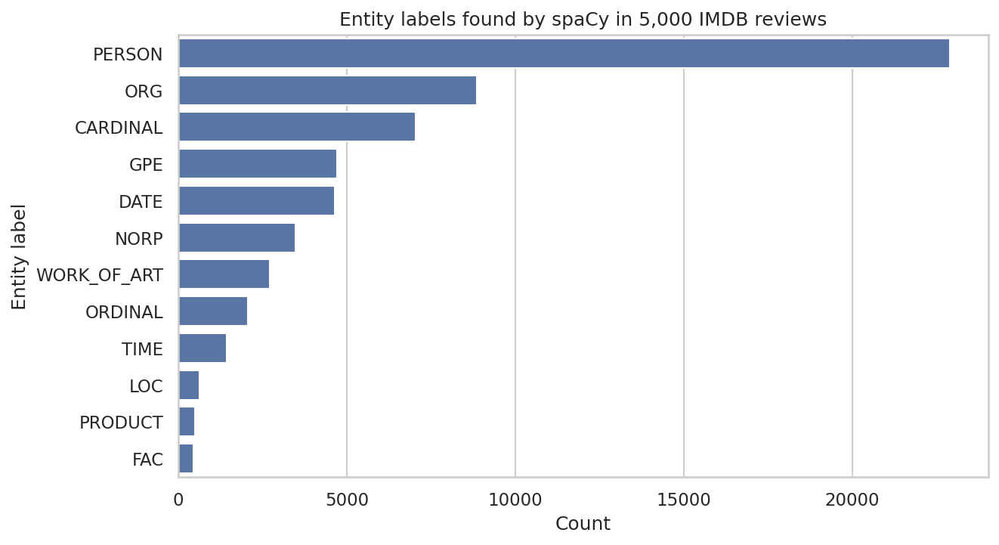 Entity labels found by spaCy in 5,000 IMDB reviews
Entity label
PERSON
ORG
CARDINAL
GPE
DATE
NORP
WORK_OF_ART
ORDINAL
TIME
LOC
PRODUCT
FAC
0 5000 10000 15000 20000
Count